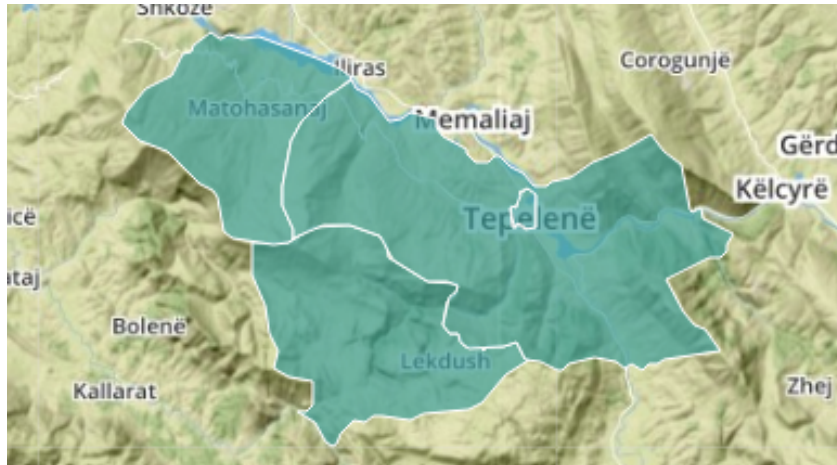 Shkozë
Iliras
Corogunjë
Matohasanaj
Memaliaj
Gërd
Këlcyrë
icë
Tepelenë
ataj
Bolenë
Lekdush
Kallarat
Zhej